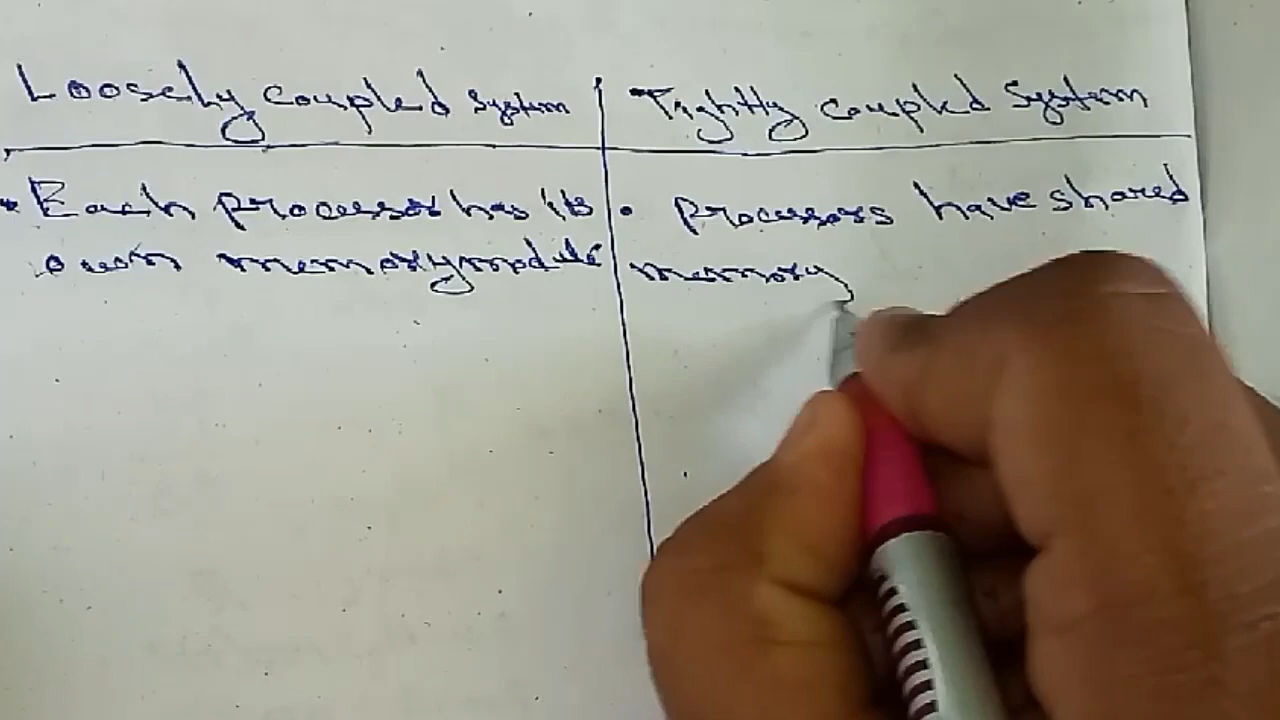 Loosely coupled System
Tightly coupled System
Each processor has its
own memory module
• processors have shared
memory